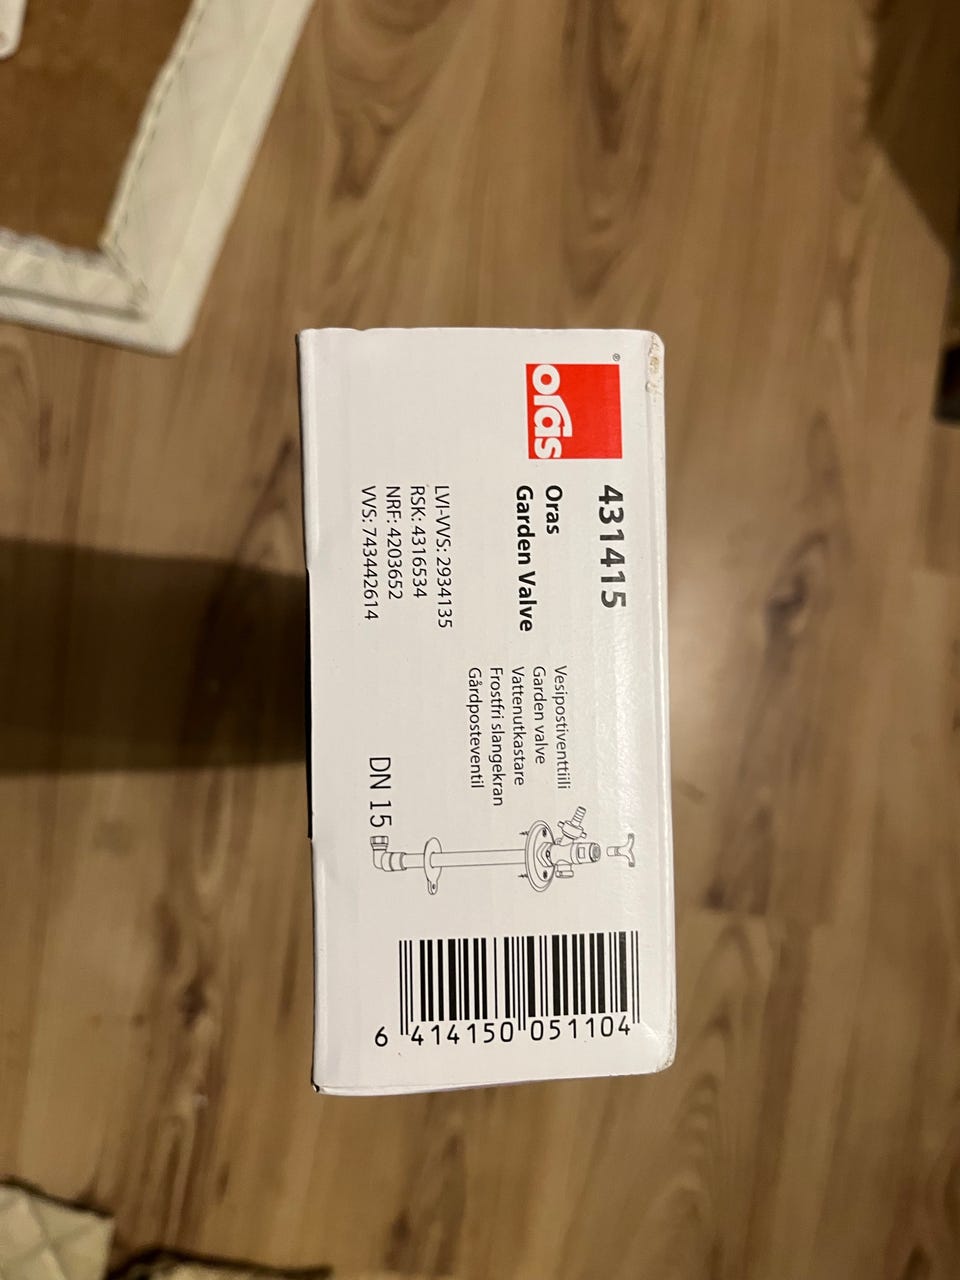 oras®
431415
Oras
Garden Valve
LVI-VVS: 2934135
RSK: 4316534
NRF: 4203652
VVS: 743442614
Vesipostiventtiili
Garden valve
Vattenutkastare
Frostfri slangekran
Gårdposteventil
DN 15
6 414150 051104